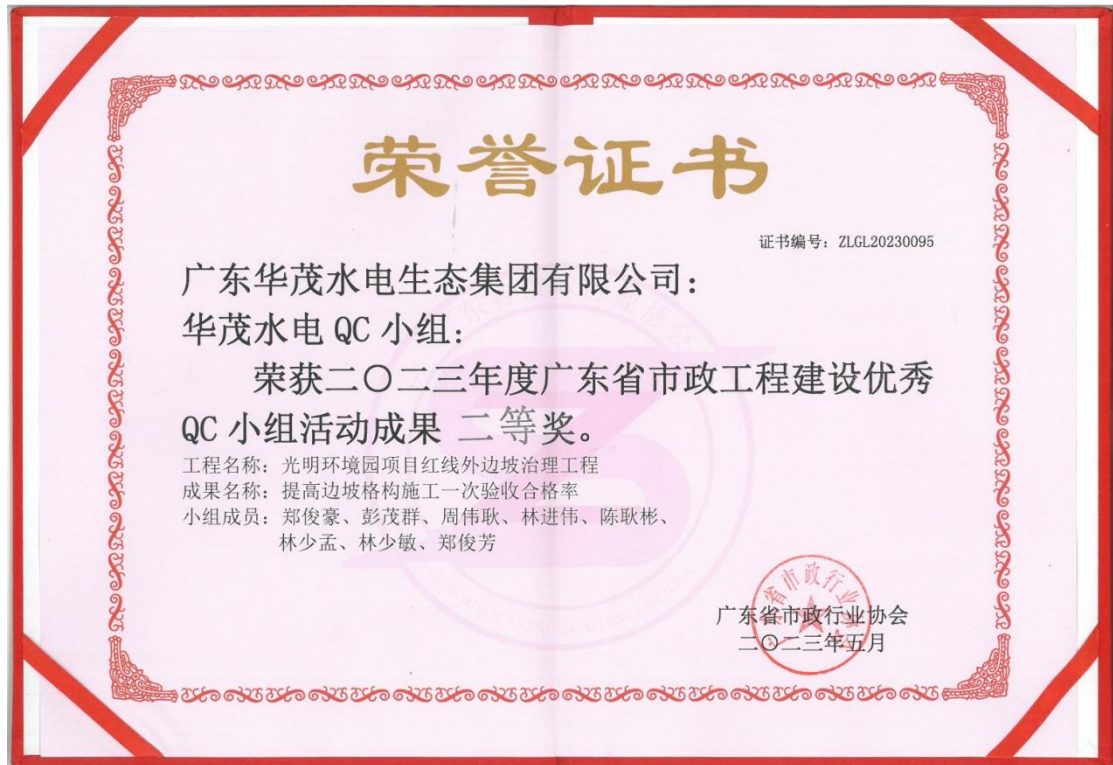 荣誉证书
证书编号：ZLGL20230095
广东华茂水电生态集团有限公司：
华茂水电 QC 小组：
荣获二〇二三年度广东省市政工程建设优秀
QC 小组活动成果 二等奖。
工程名称：光明环境园项目红线外边坡治理工程
成果名称：提高边坡格构施工一次验收合格率
小组成员：郑俊豪、彭茂群、周伟耿、林进伟、陈耿彬、
林少孟、林少敏、郑俊芳
广东省市政行业协会
二〇二三年五月